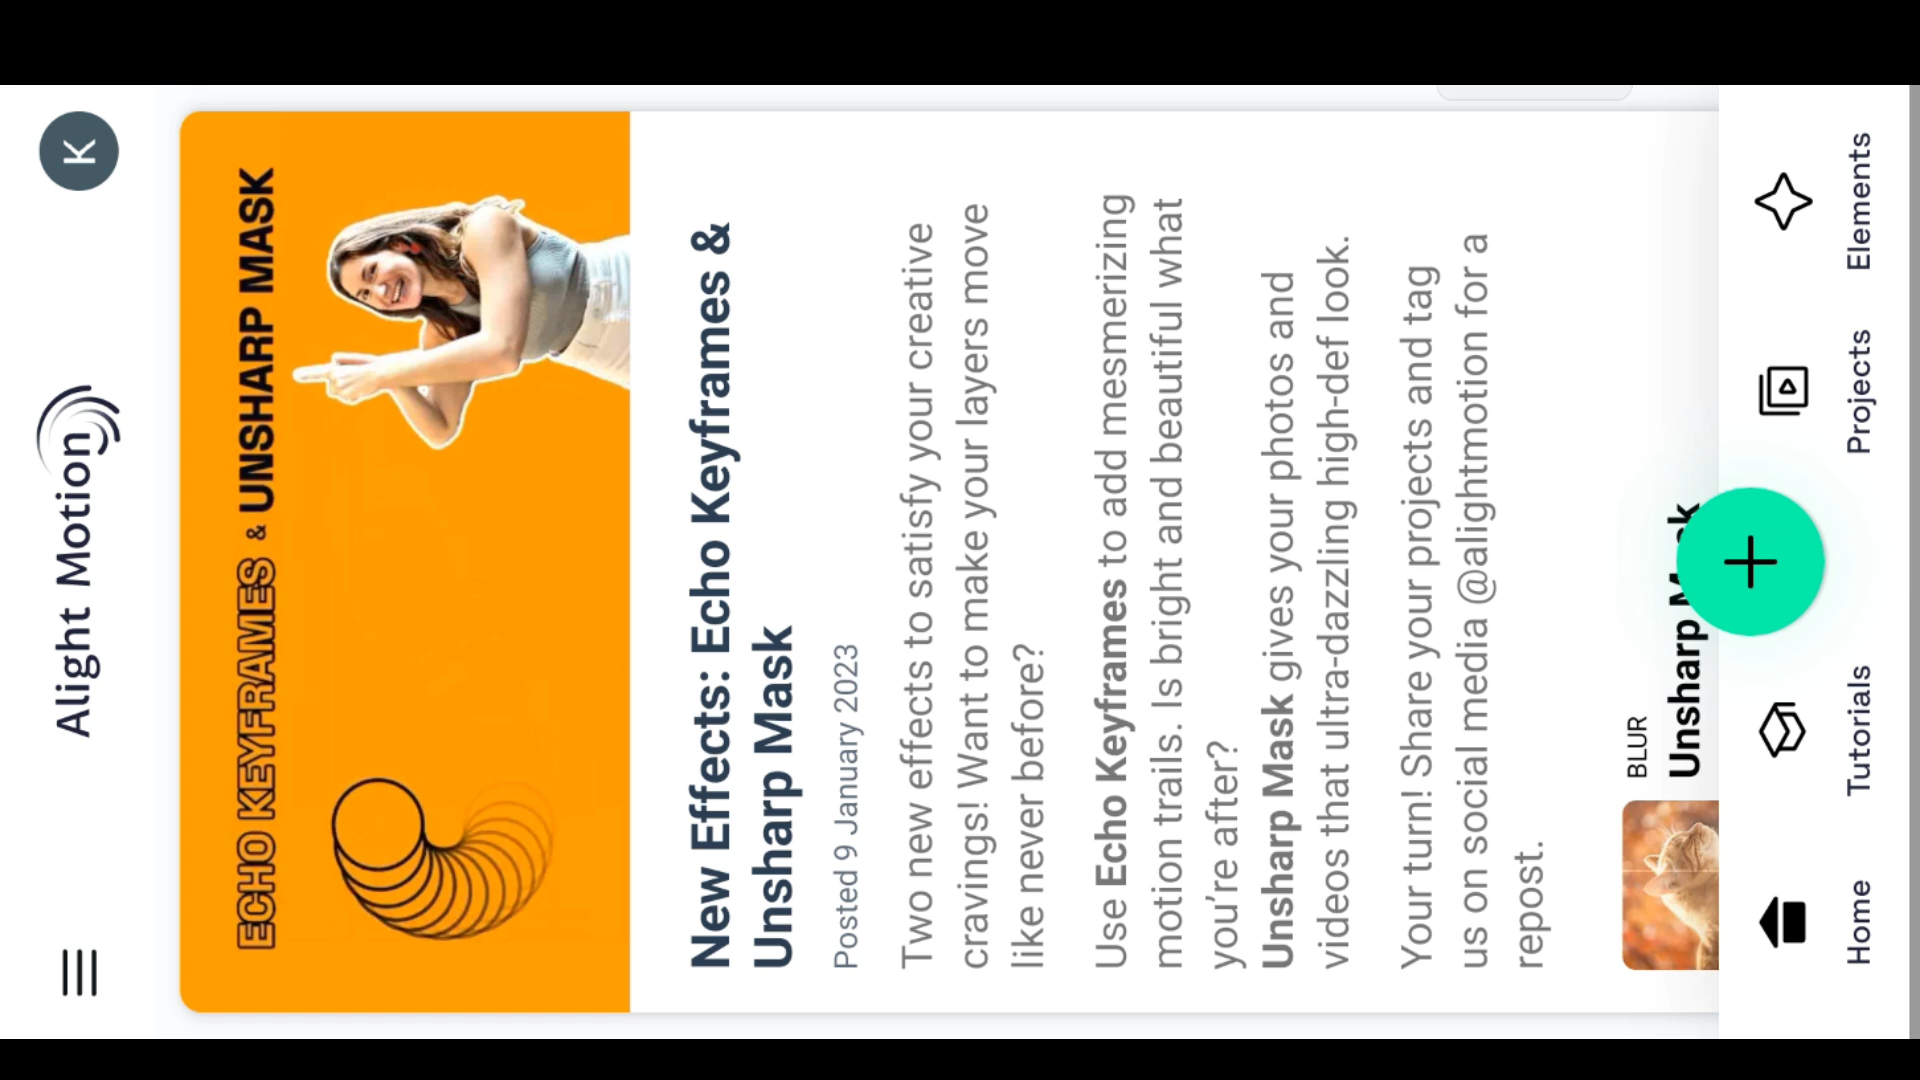 Alight Motion
K
ECHO KEYFRAMES & UNSHARP MASK
New Effects: Echo Keyframes &
Unsharp Mask
Posted 9 January 2023
Two new effects to satisfy your creative
cravings! Want to make your layers move
like never before?
Use Echo Keyframes to add mesmerizing
motion trails. Is bright and beautiful what
you're after?
Unsharp Mask gives your photos and
videos that ultra-dazzling high-def look.
Your turn! Share your projects and tag
us on social media @alightmotion for a
repost.
BLUR
Unsharp Mask
Home
Tutorials
Projects
Elements